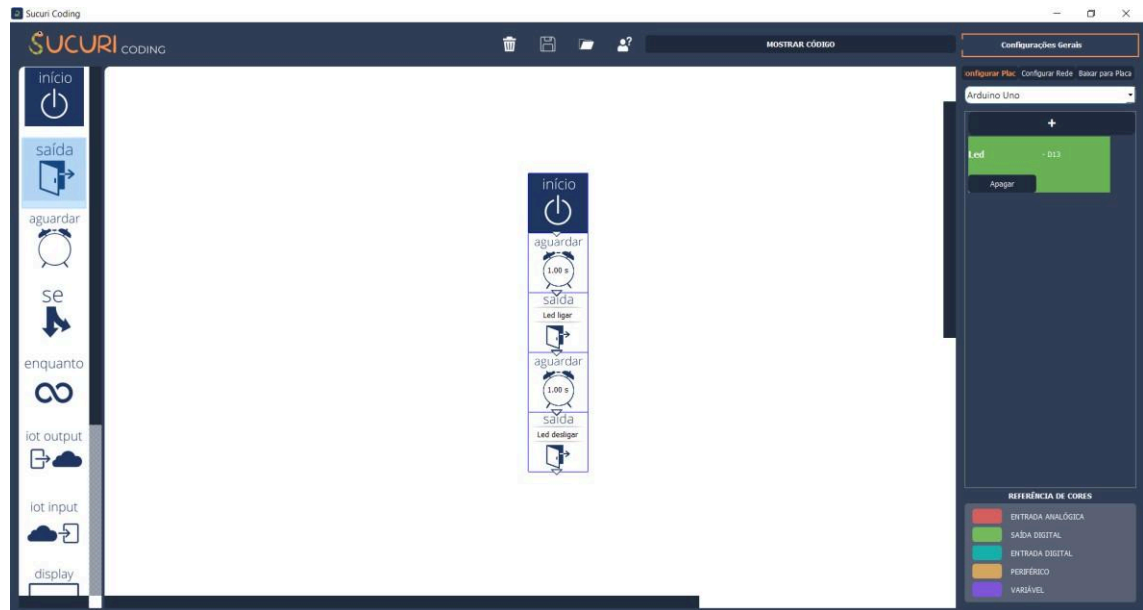 Sucuri Coding
SUCURI CODING
MOSTRAR CÓDIGO
Configurações Gerais
início
saída
aguardar
se
enquanto
iot output
iot input
display
início
aguardar
1.00 s
saída
Led ligar
aguardar
1.00 s
saída
Led desligar
onfigurar Plac Configurar Rede Baixar para Placa
Arduino Uno
+
Led - D13
Apagar
REFERÊNCIA DE CORES
ENTRADA ANALÓGICA
SAÍDA DIGITAL
ENTRADA DIGITAL
PERIFÉRICO
VARIÁVEL